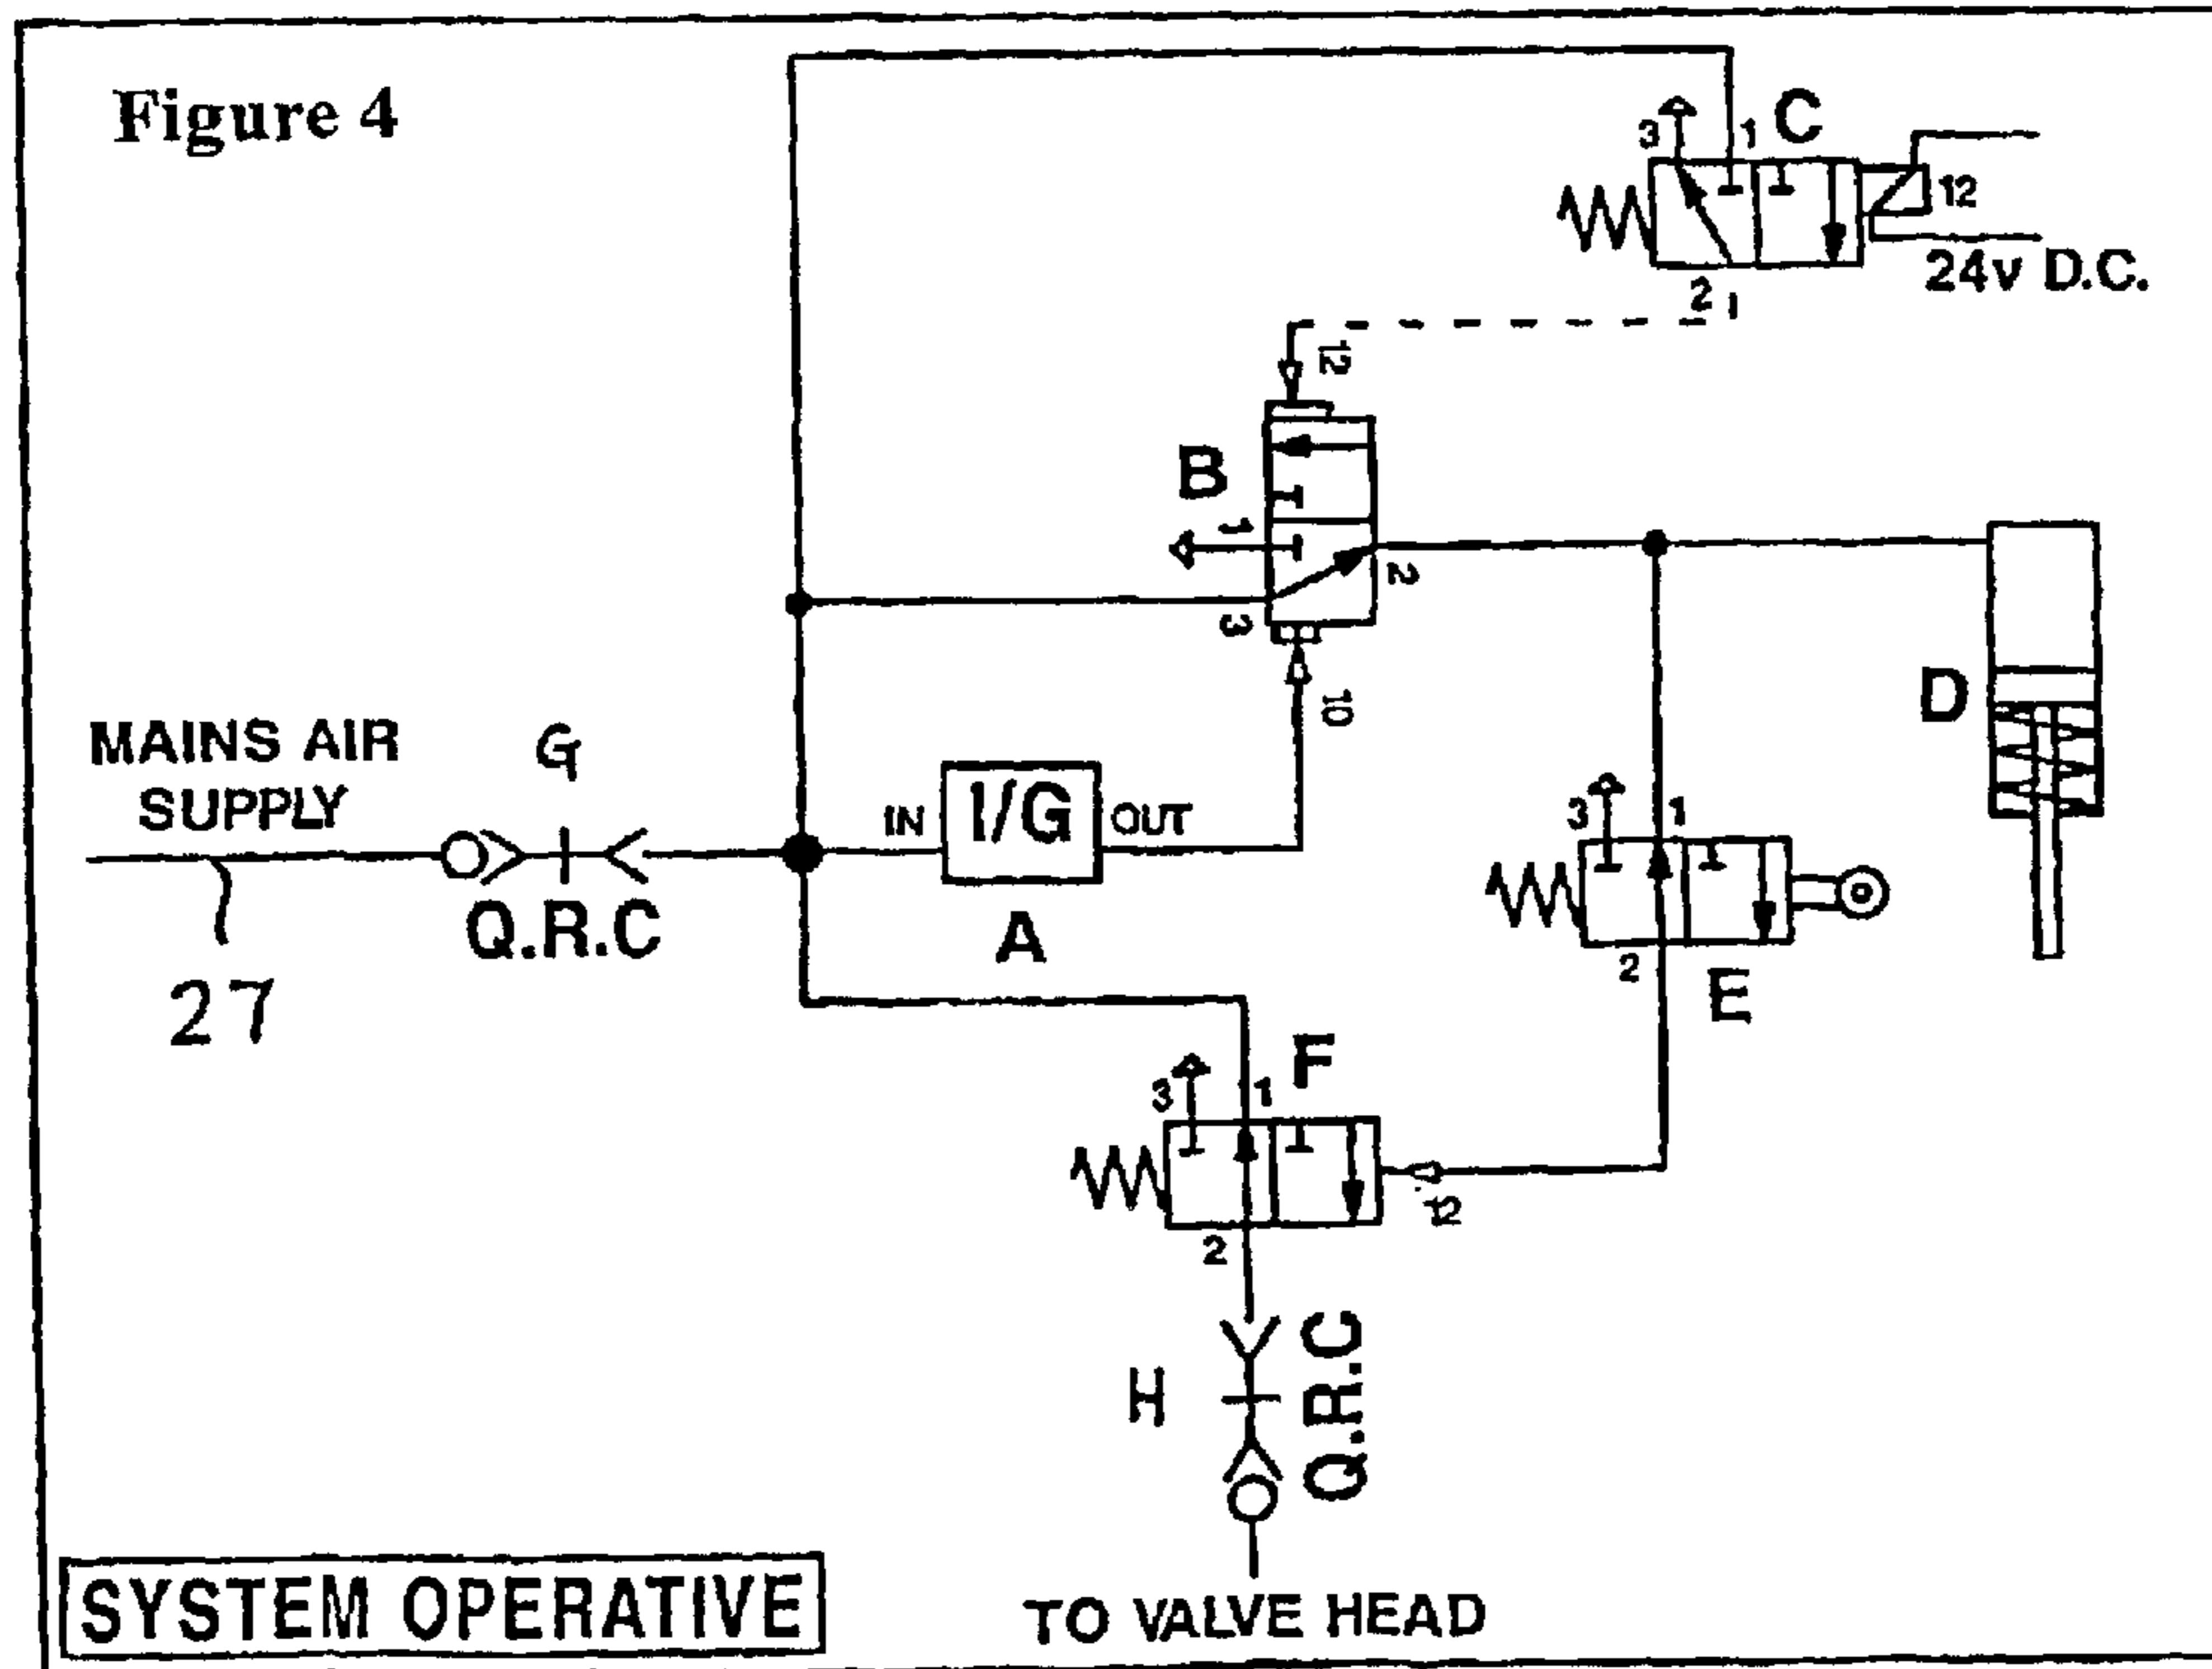 Figure 4
3
1
C
12
24v D.C.
2
12
B
1
2
3
10
D
MAINS AIR
SUPPLY
G
IN
I/G
OUT
Q.R.C
A
27
3
1
2
E
F
3
1
12
2
H
Q.R.C
SYSTEM OPERATIVE
TO VALVE HEAD